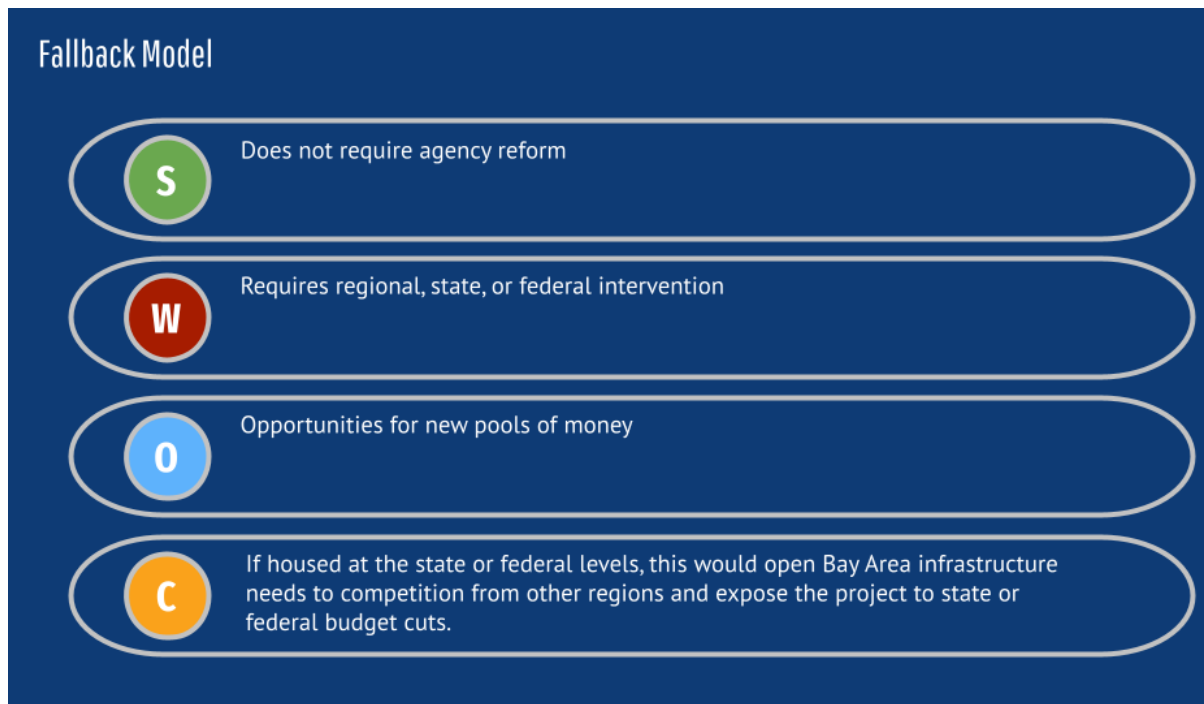 Fallback Model
S
Does not require agency reform
W
Requires regional, state, or federal intervention
O
Opportunities for new pools of money
C
If housed at the state or federal levels, this would open Bay Area infrastructure
needs to competition from other regions and expose the project to state or
federal budget cuts.